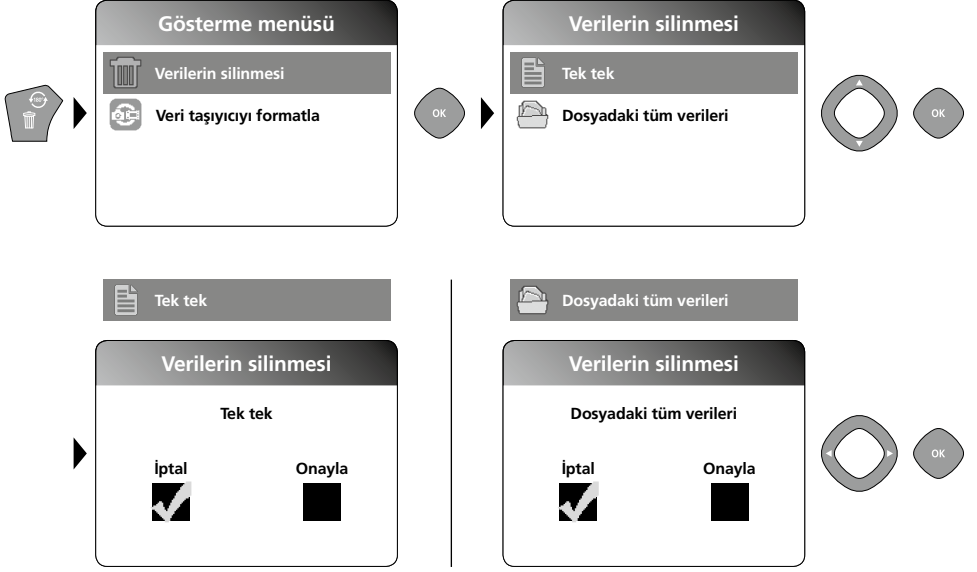 Gösterme menüsü
Verilerin silinmesi
Veri taşıyıcıyı formatla
180°
OK
Verilerin silinmesi
Tek tek
Dosyadaki tüm verileri
OK
Tek tek
Verilerin silinmesi
Tek tek
İptal Onayla
Dosyadaki tüm verileri
Verilerin silinmesi
Dosyadaki tüm verileri
İptal Onayla
OK